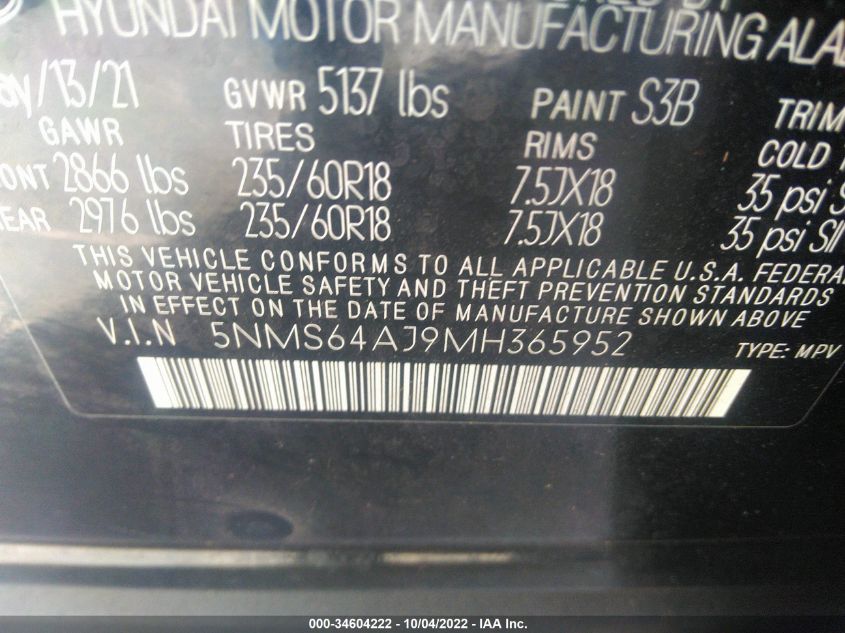 HYUNDAI MOTOR MANUFACTURING
/13/21 GVWR 5137 lbs PAINT S3B TRIM
GAWR TIRES RIMS COLD
2866 lbs 235/60R18 7.5JX18 35 psi
2976 lbs 235/60R18 7.5JX18 35 psi
THIS VEHICLE CONFORMS TO ALL APPLICABLE U.S.A. FEDERA
MOTOR VEHICLE SAFETY AND THEFT PREVENTION STANDARDS
IN EFFECT ON THE DATE OF MANUFACTURE SHOWN ABOVE
V.I.N 5NMS64AJ9MH365952 TYPE: MPV
000-34604222 - 10/04/2022 - IAA Inc.